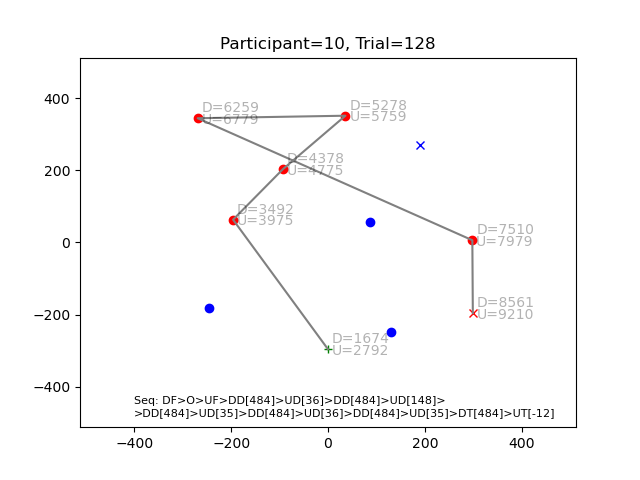 Participant=10, Trial=128
400
200
0
−200
−400
D=6259
U=6779
D=5278
U=5759
D=4378
U=4775
D=3492
U=3975
D=7510
U=7979
D=8561
U=9210
D=1674
U=2792
Seq: DF>O>UF>DD[484]>UD[36]>DD[484]>UD[148]>
>DD[484]>UD[35]>DD[484]>UD[36]>DD[484]>UD[35]>DT[484]>UT[-12]
−400 −200 0 200 400